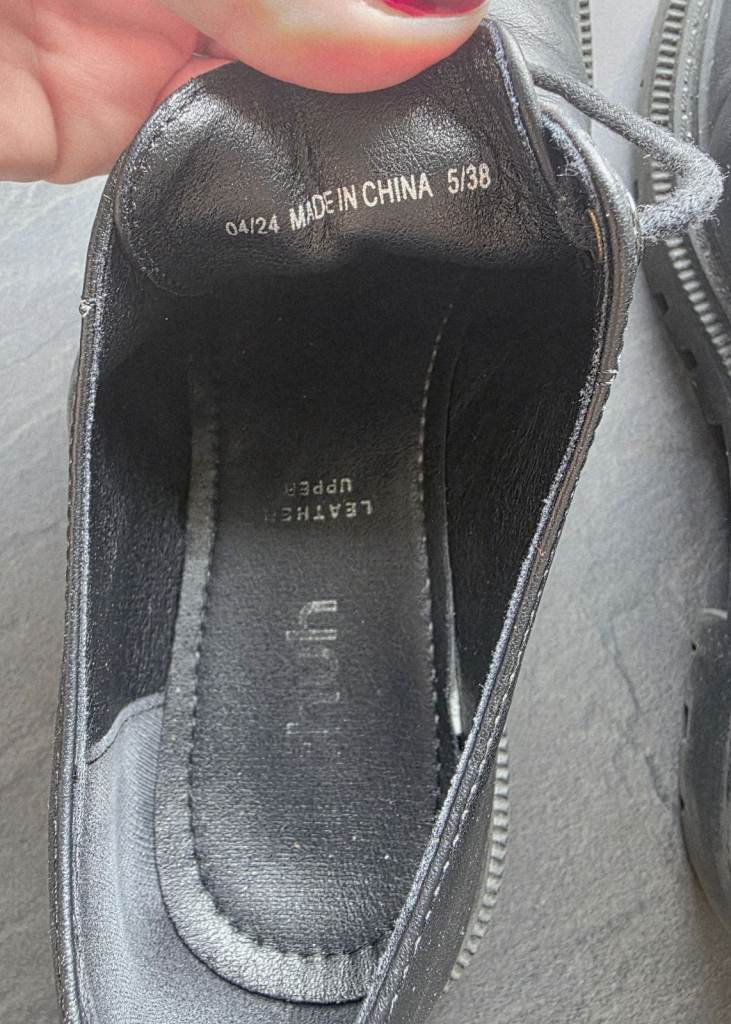 04/24 MADE IN CHINA 5/38
LEATHER
UPPER
hush